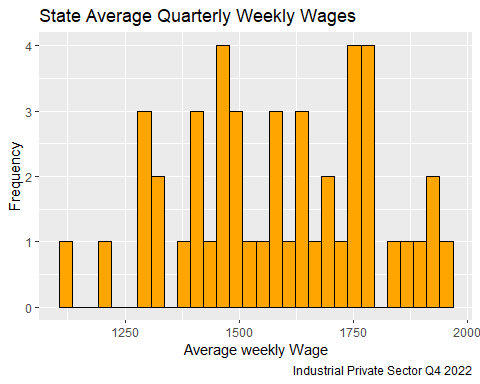 State Average Quarterly Weekly Wages
4
3
2
1
0
Frequency
1250 1500 1750 2000
Average weekly Wage
Industrial Private Sector Q4 2022